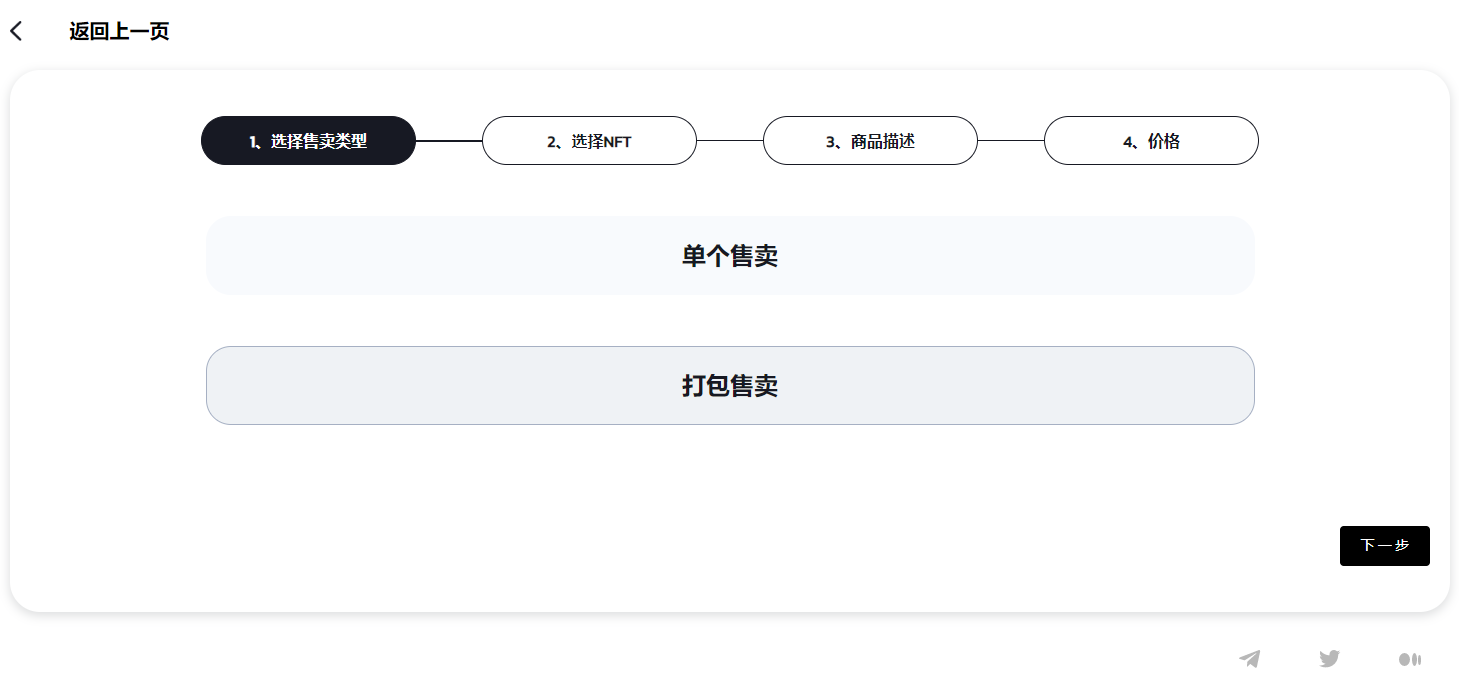 返回上一页
1、选择售卖类型
2、选择NFT
3、商品描述
4、价格
单个售卖
打包售卖
下一步